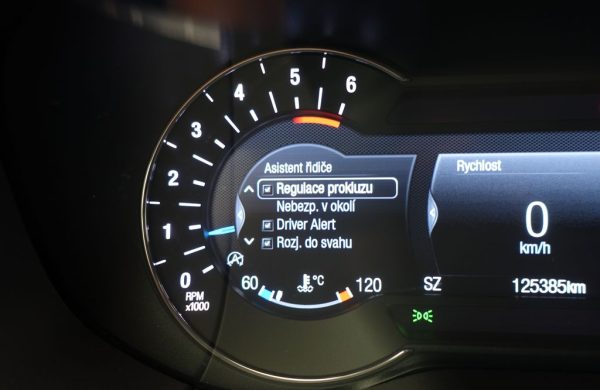 6
5
4
3
2
1
0
RPM
x1000
Asistent řidiče
Regulace prokluzu
Nebezp. v okolí
Driver Alert
Rozj. do svahu
A
60 °C 120
Rychlost
0
km/h
SZ 125385km